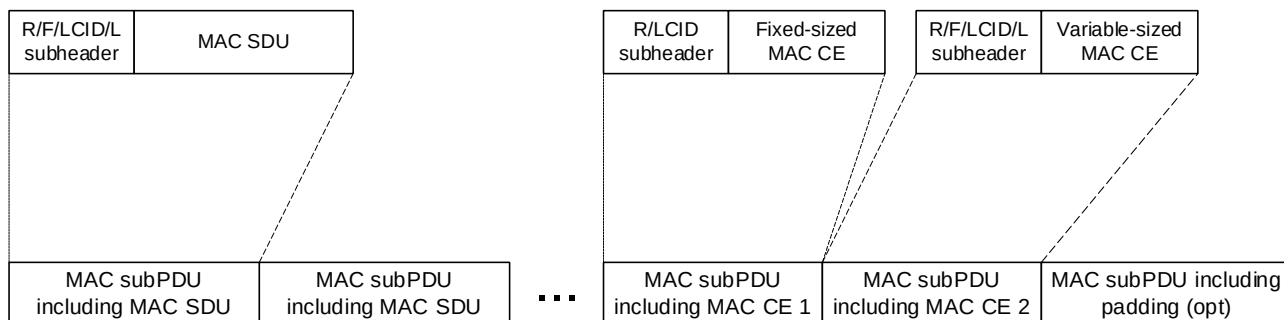 R/F/LCID/L
subheader
MAC SDU
R/LCID
subheader
Fixed-sized
MAC CE
R/F/LCID/L
subheader
Variable-sized
MAC CE
MAC subPDU
including MAC SDU
MAC subPDU
including MAC SDU
...
MAC subPDU
including MAC CE 1
MAC subPDU
including MAC CE 2
MAC subPDU including
padding (opt)